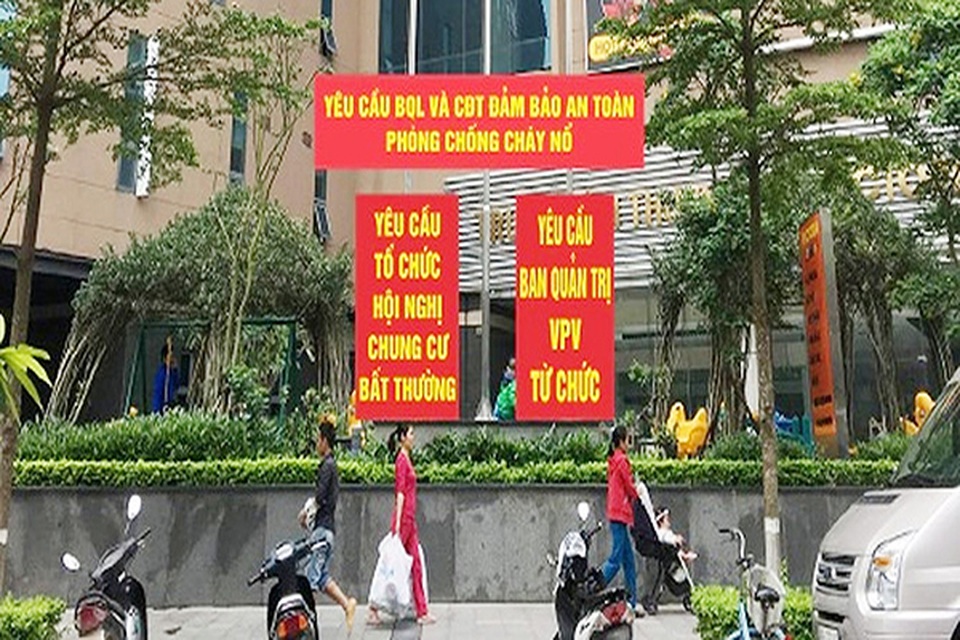 YÊU CẦU BQL VÀ CĐT ĐẢM BẢO AN TOÀN
PHÒNG CHỐNG CHÁY NỔ
YÊU CẦU
TỔ CHỨC
HỘI NGHỊ
CHUNG CƯ
BẤT THƯỜNG
YÊU CẦU
BAN QUẢN TRỊ
VPV
TỪ CHỨC